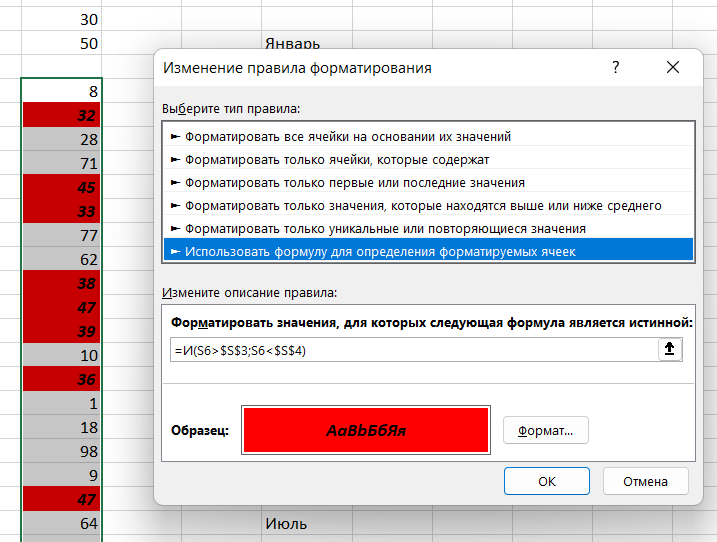 30
50
Январь
8
32
28
71
45
33
77
62
38
47
39
10
36
1
18
98
9
47
64
Июль
Изменение правила форматирования
?
Выберите тип правила:
► Форматировать все ячейки на основании их значений
► Форматировать только ячейки, которые содержат
► Форматировать только первые или последние значения
► Форматировать только значения, которые находятся выше или ниже среднего
► Форматировать только уникальные или повторяющиеся значения
► Использовать формулу для определения форматируемых ячеек
Измените описание правила:
Форматировать значения, для которых следующая формула является истинной:
=И(S6>$S$3;S6<$S$4)
Образец:
АаВbБбЯя
Формат...
ОК
Отмена